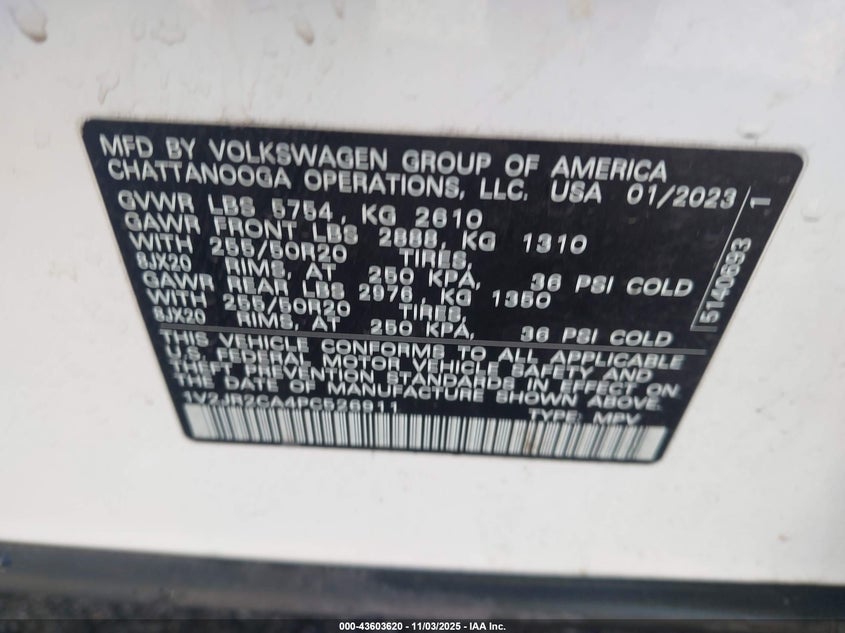 MFD BY VOLKSWAGEN GROUP OF AMERICA
CHATTANOOGA OPERATIONS, LLC. USA 01/2023
GVWR LBS 5754, KG 2610
GAWR FRONT LBS 2888, KG 1310
WITH 255/50R20 TIRES,
8JX20 RIMS, AT 250 KPA, 36 PSI COLD
GAWR REAR LBS 2976, KG 1350
WITH 255/50R20 TIRES,
8JX20 RIMS, AT 250 KPA, 36 PSI COLD
THIS VEHICLE CONFORMS TO ALL APPLICABLE
U.S. FEDERAL MOTOR VEHICLE SAFETY AND
THEFT PREVENTION STANDARDS IN EFFECT ON
THE DATE OF MANUFACTURE SHOWN ABOVE.
1V2JR2CA4PC526911
TYPE: MPV
5140693 1
000-43603620 - 11/03/2025 - IAA Inc.